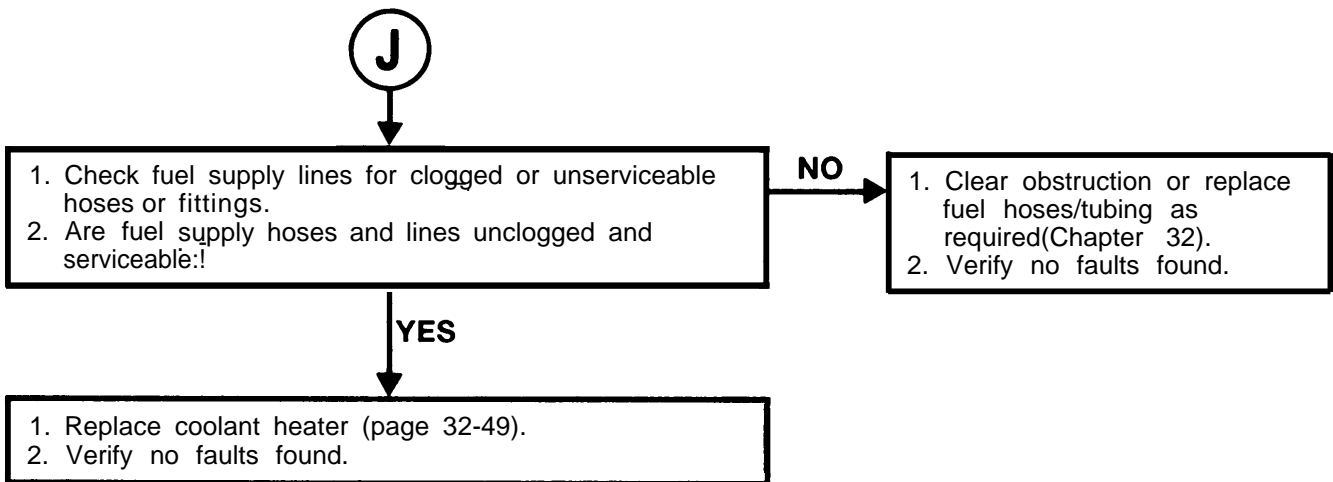 J
1. Check fuel supply lines for clogged or unserviceable
hoses or fittings.
2. Are fuel supply hoses and lines unclogged and
serviceable:!
NO
1. Clear obstruction or replace
fuel hoses/tubing as
required(Chapter 32).
2. Verify no faults found.
YES
1. Replace coolant heater (page 32-49).
2. Verify no faults found.